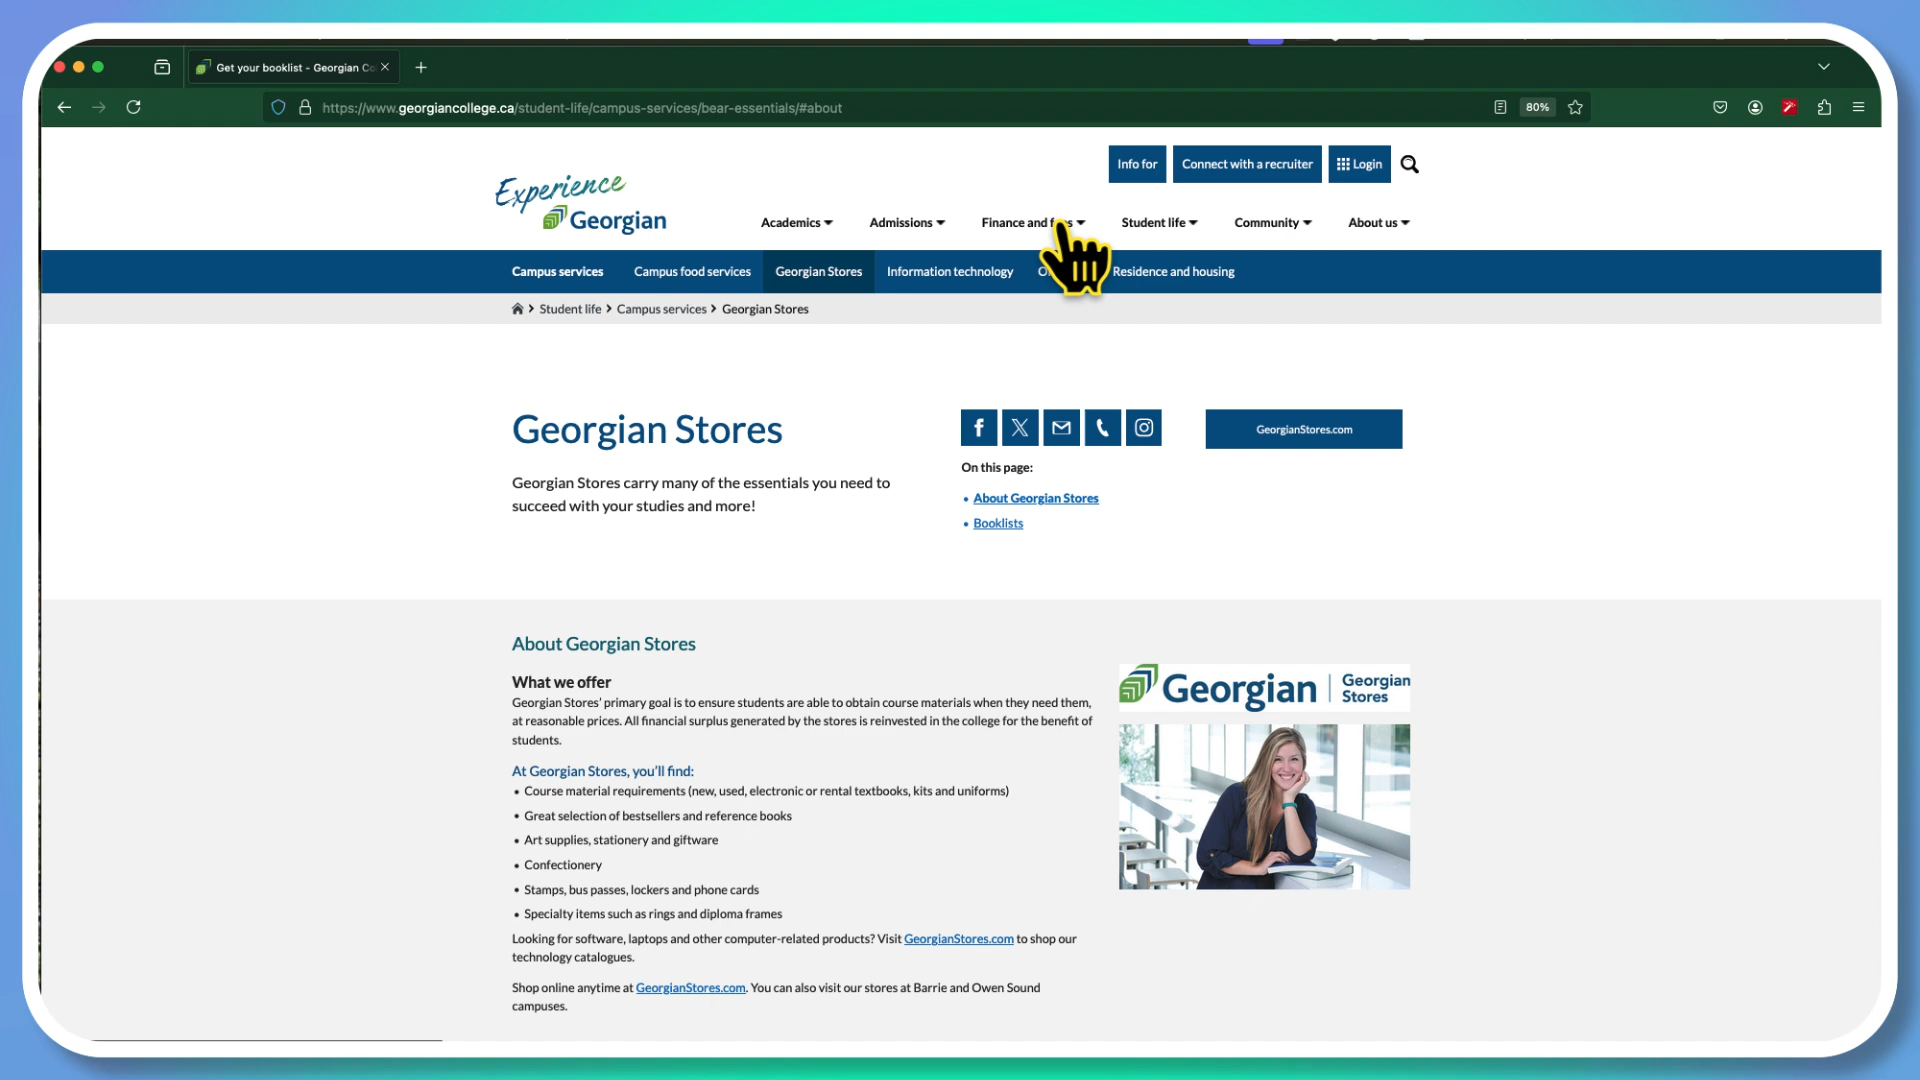 Get your booklist - Georgian Co
https://www.georgiancollege.ca/student-life/campus-services/bear-essentials/#about
80%
Info for
Connect with a recruiter
Login
Experience
Georgian
Academics
Admissions
Finance and
Student life
Community
About us
Campus services
Campus food services
Georgian Stores
Information technology
Residence and housing
Student life
Campus services
Georgian Stores
Georgian Stores
GeorgianStores.com
On this page:
Georgian Stores carry many of the essentials you need to
succeed with your studies and more!
• About Georgian Stores
• Booklists
About Georgian Stores
What we offer
Georgian Stores' primary goal is to ensure students are able to obtain course materials when they need them,
at reasonable prices. All financial surplus generated by the stores is reinvested in the college for the benefit of
students.
At Georgian Stores, you'll find:
• Course material requirements (new, used, electronic or rental textbooks, kits and uniforms)
• Great selection of bestsellers and reference books
• Art supplies, stationery and giftware
• Confectionery
• Stamps, bus passes, lockers and phone cards
• Specialty items such as rings and diploma frames
Looking for software, laptops and other computer-related products? Visit GeorgianStores.com to shop our
technology catalogues.
Shop online anytime at GeorgianStores.com. You can also visit our stores at Barrie and Owen Sound
campuses.
Georgian | Georgian
Stores